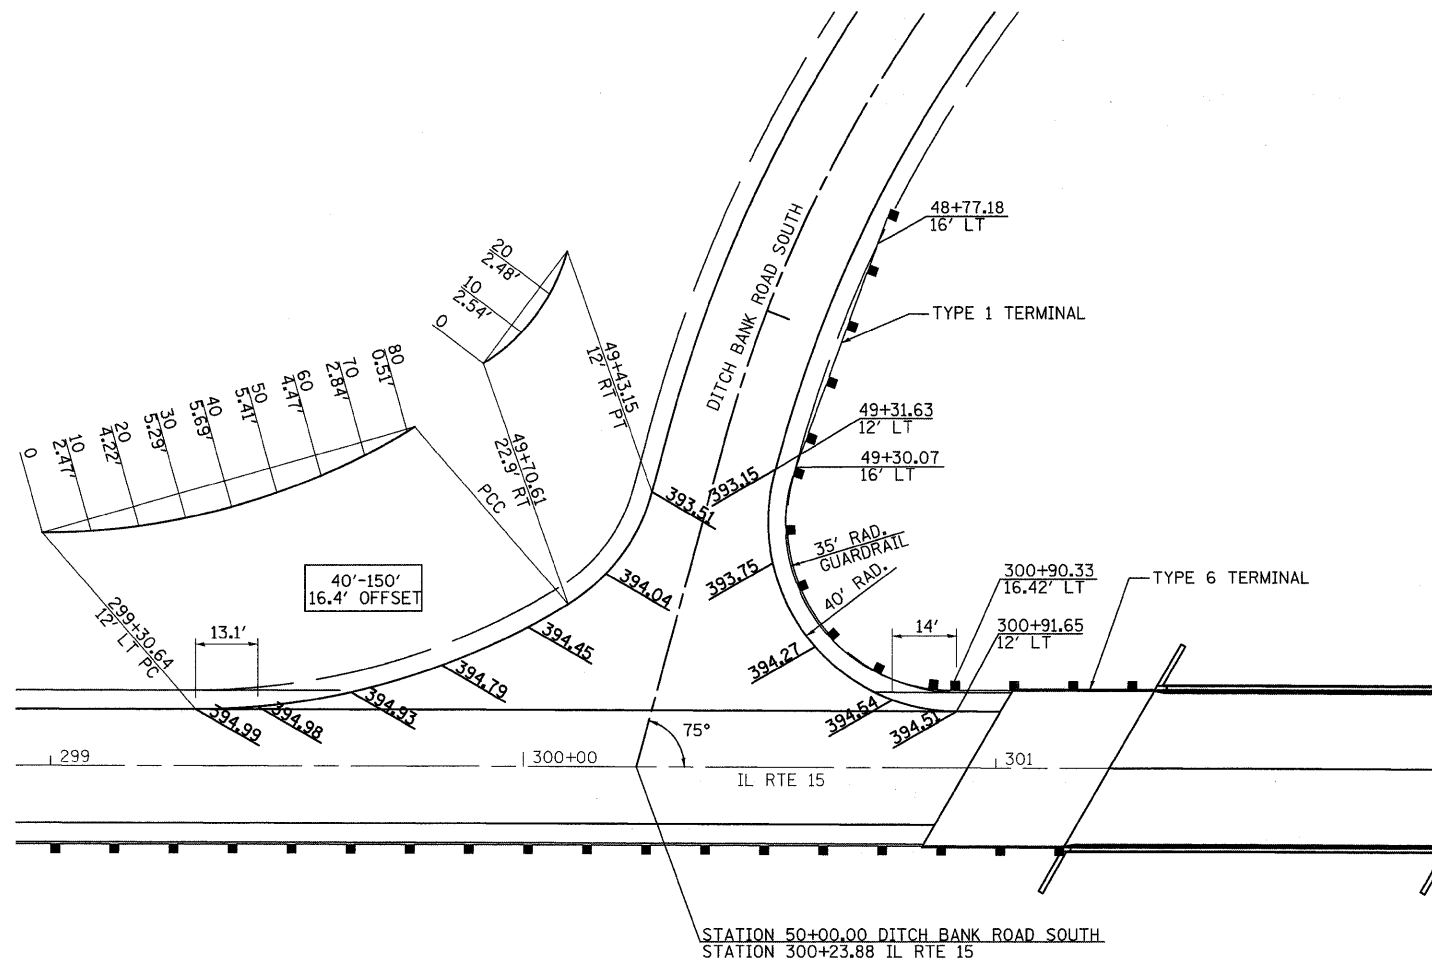 48+77.18
16' LT
TYPE 1 TERMINAL
DITCH BANK ROAD SOUTH
20
2.48'
10
2.54'
0
49+43.15
12' RT PT
49+70.61
22.9' RT
PCC
0
10
2.47'
20
4.22'
30
5.29'
40
5.69'
50
5.41'
60
4.47'
70
2.84'
80
0.51'
49+31.63
12' LT
49+30.07
16' LT
393.15
393.51
35' RAD.
GUARDRAIL
40' RAD.
393.75
394.04
394.45
394.79
394.93
394.98
394.99
394.27
394.54
394.51
40'-150'
16.4' OFFSET
299+30.64
12' LT PC
13.1'
14'
300+90.33
16.42' LT
300+91.65
12' LT
TYPE 6 TERMINAL
75°
299
300+00
301
IL RTE 15
STATION 50+00.00 DITCH BANK ROAD SOUTH
STATION 300+23.88 IL RTE 15